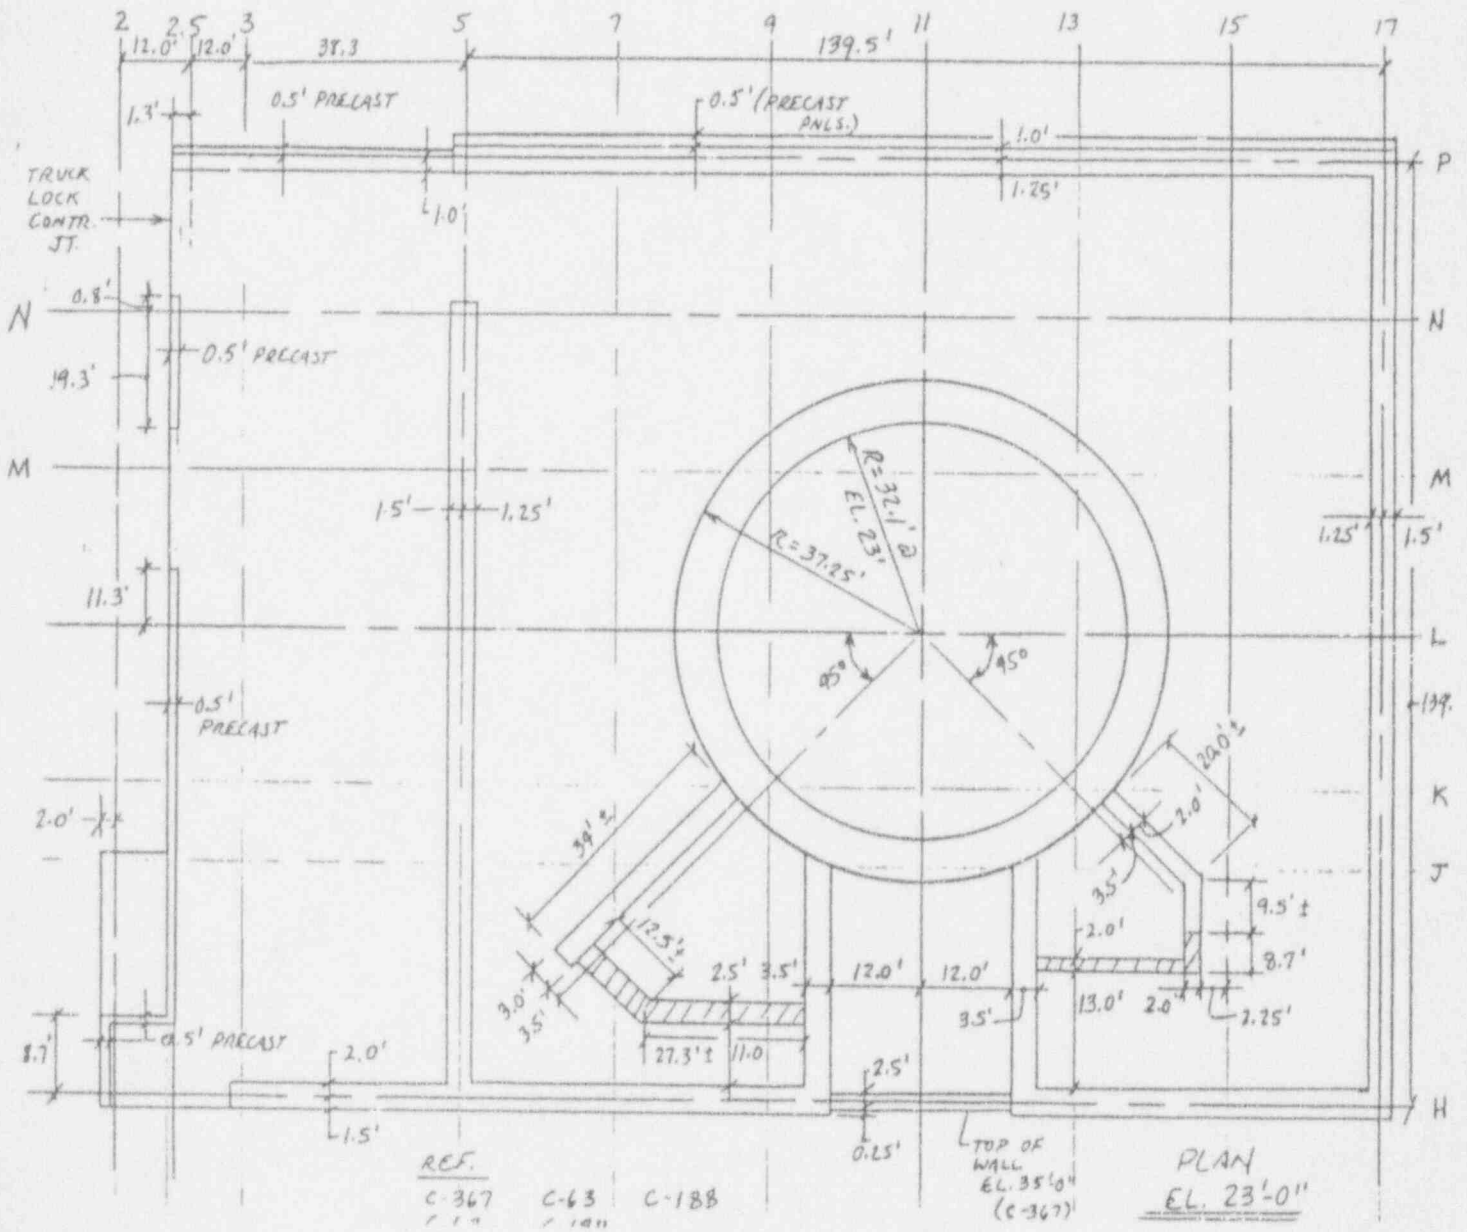 2 2.5 3 5 7 9 11 13 15 17
12.0' 12.0' 38.3 139.5'
0.5' PRECAST
0.5' (PRECAST
PNLS.)
1.3'
1.0'
P
TRUCK
LOCK
CONTR.
JT.
1.0'
1.25'
0.8'
N
N
0.5' PRECAST
19.3'
M
M
R=32.1' @
EL. 23'
R=37.25'
1.5' 1.25'
1.25' 1.5'
11.3'
L
45° 45°
0.5'
PRECAST
139.
20.0' ±
K
2.0'
2.0'
34' ±
J
3.5'
9.5' ±
12.5' ±
2.0'
2.5' 3.5' 12.0' 12.0'
8.7'
3.0'
3.5'
3.5'
13.0' 2.0' 2.25'
0.5' PRECAST
8.7'
27.3' ± 11.0
2.0'
2.5'
H
1.5'
0.25'
TOP OF
WALL
EL. 35'-0"
(C-367)
PLAN
EL. 23'-0"
REF.
C-367 C-63 C-188